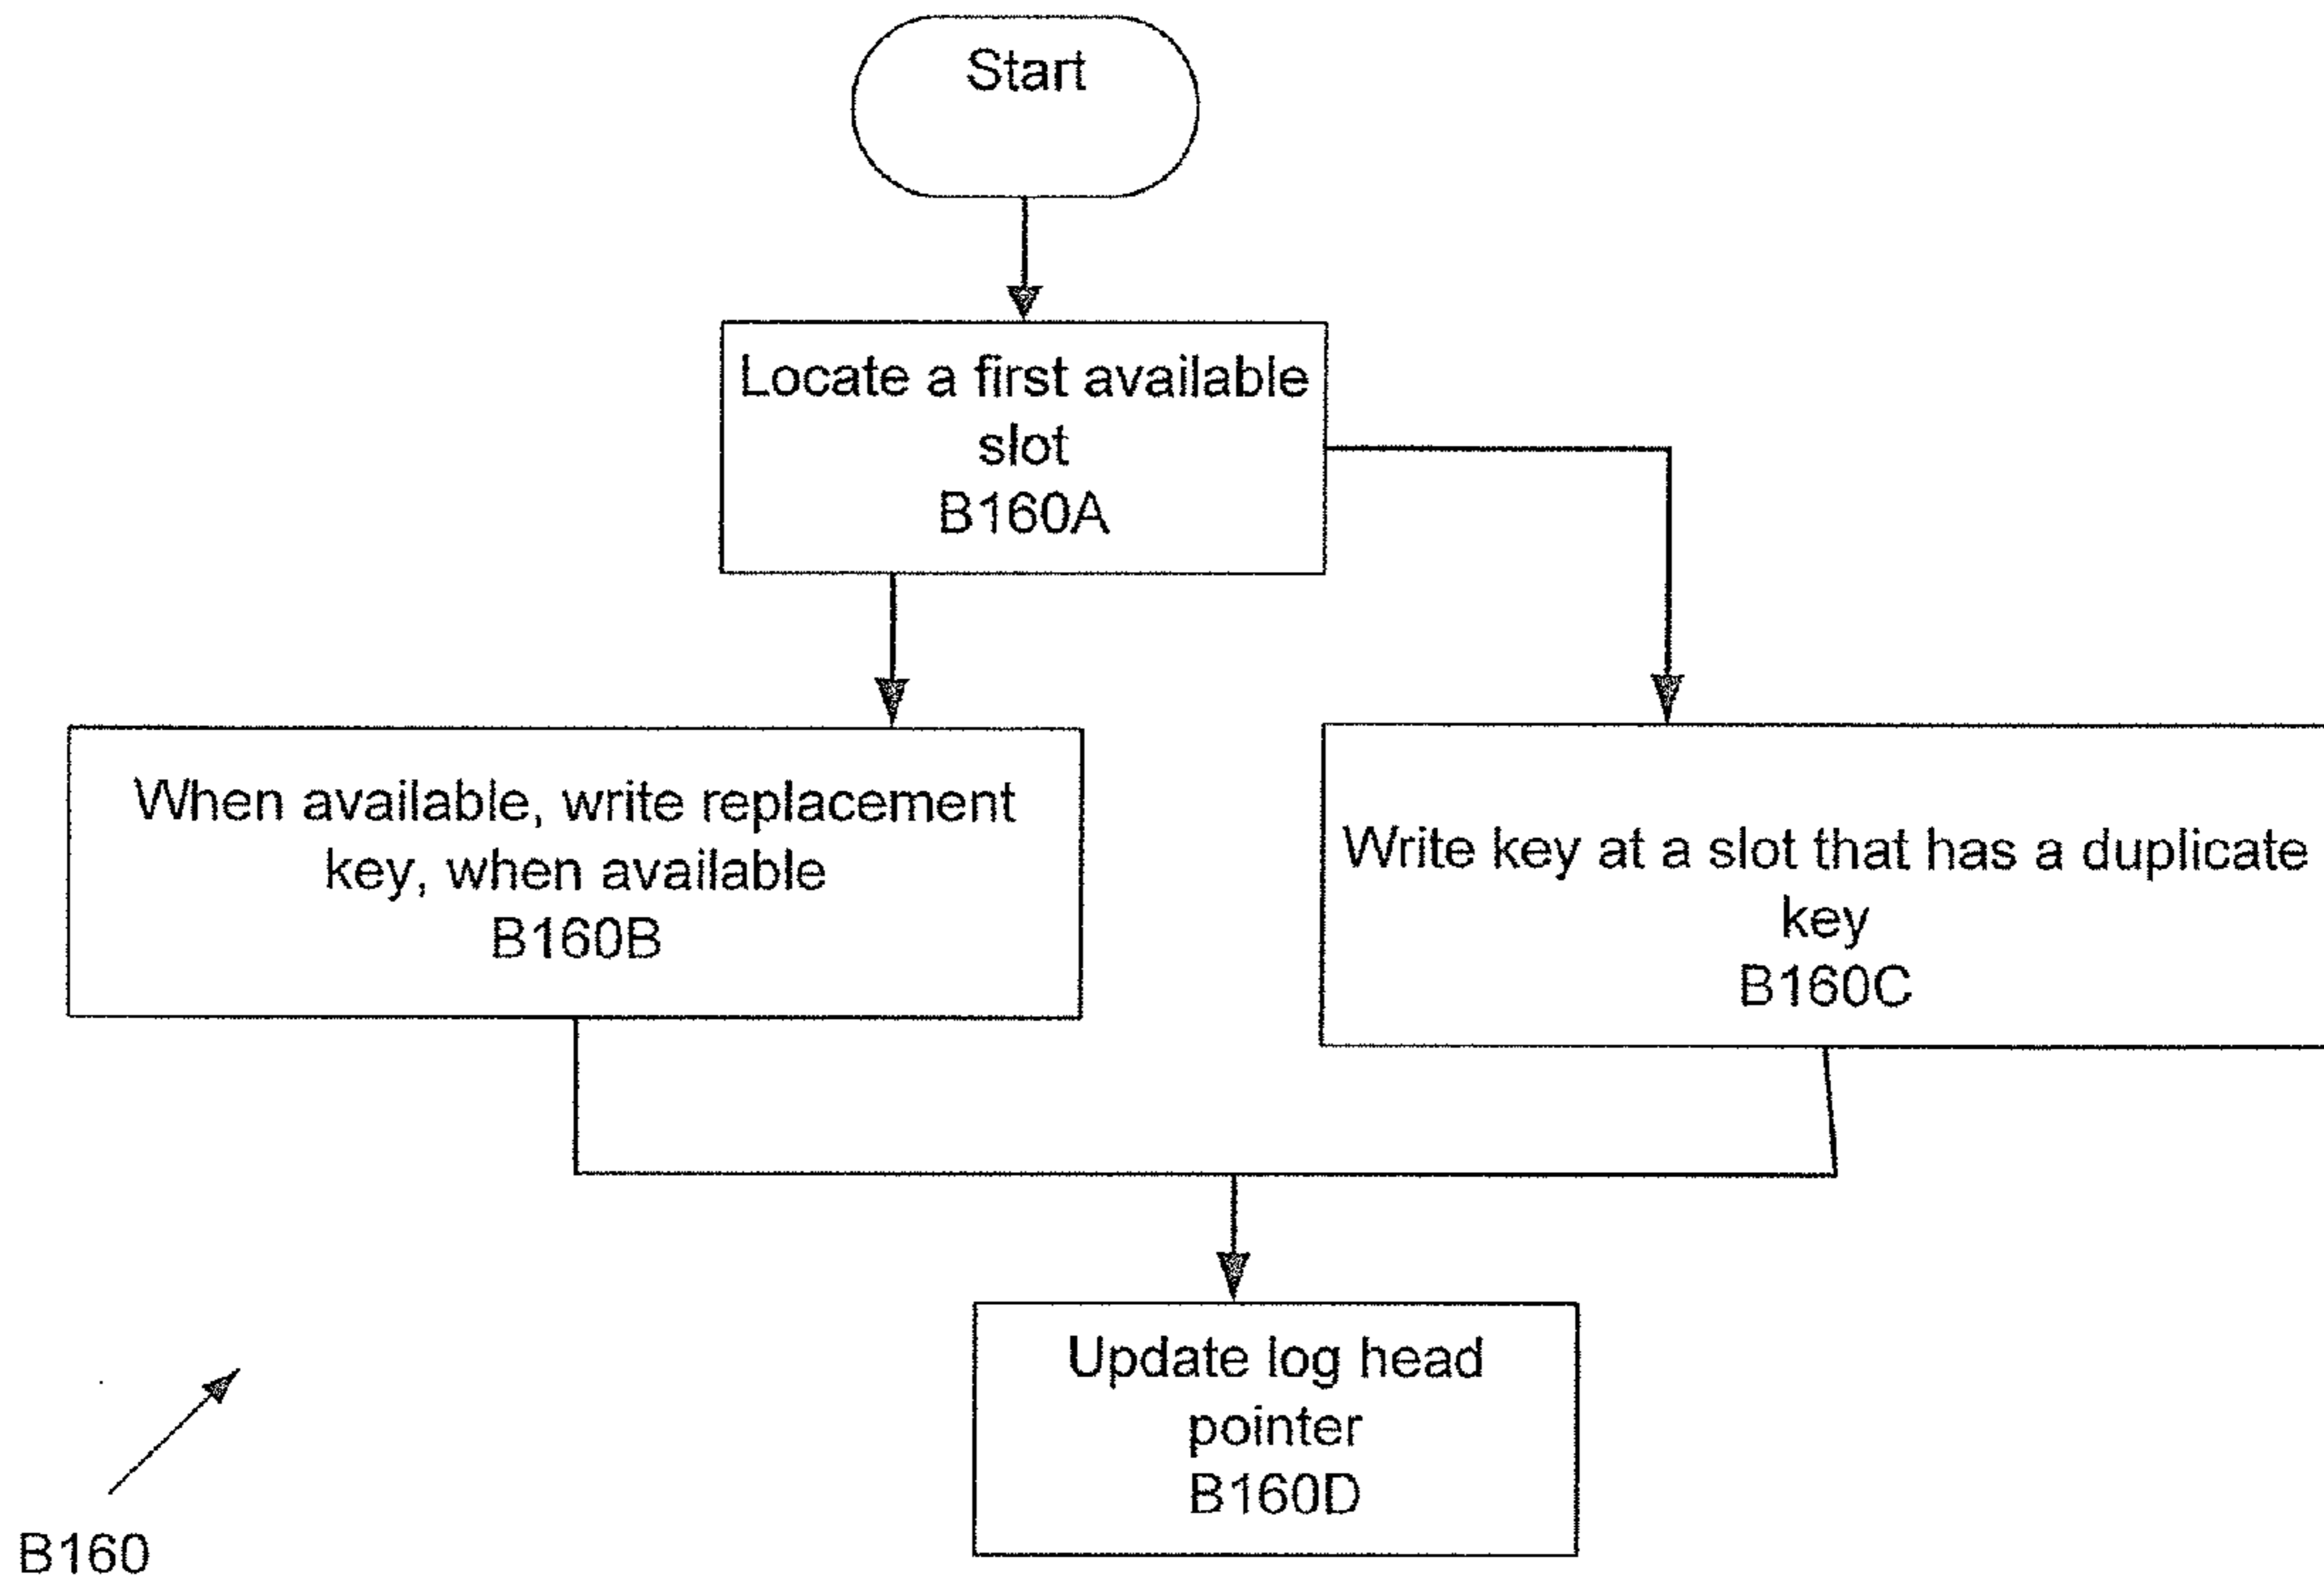 Start
Locate a first available
slot
B160A
When available, write replacement
key, when available
B160B
Write key at a slot that has a duplicate
key
B160C
Update log head
pointer
B160D
B160